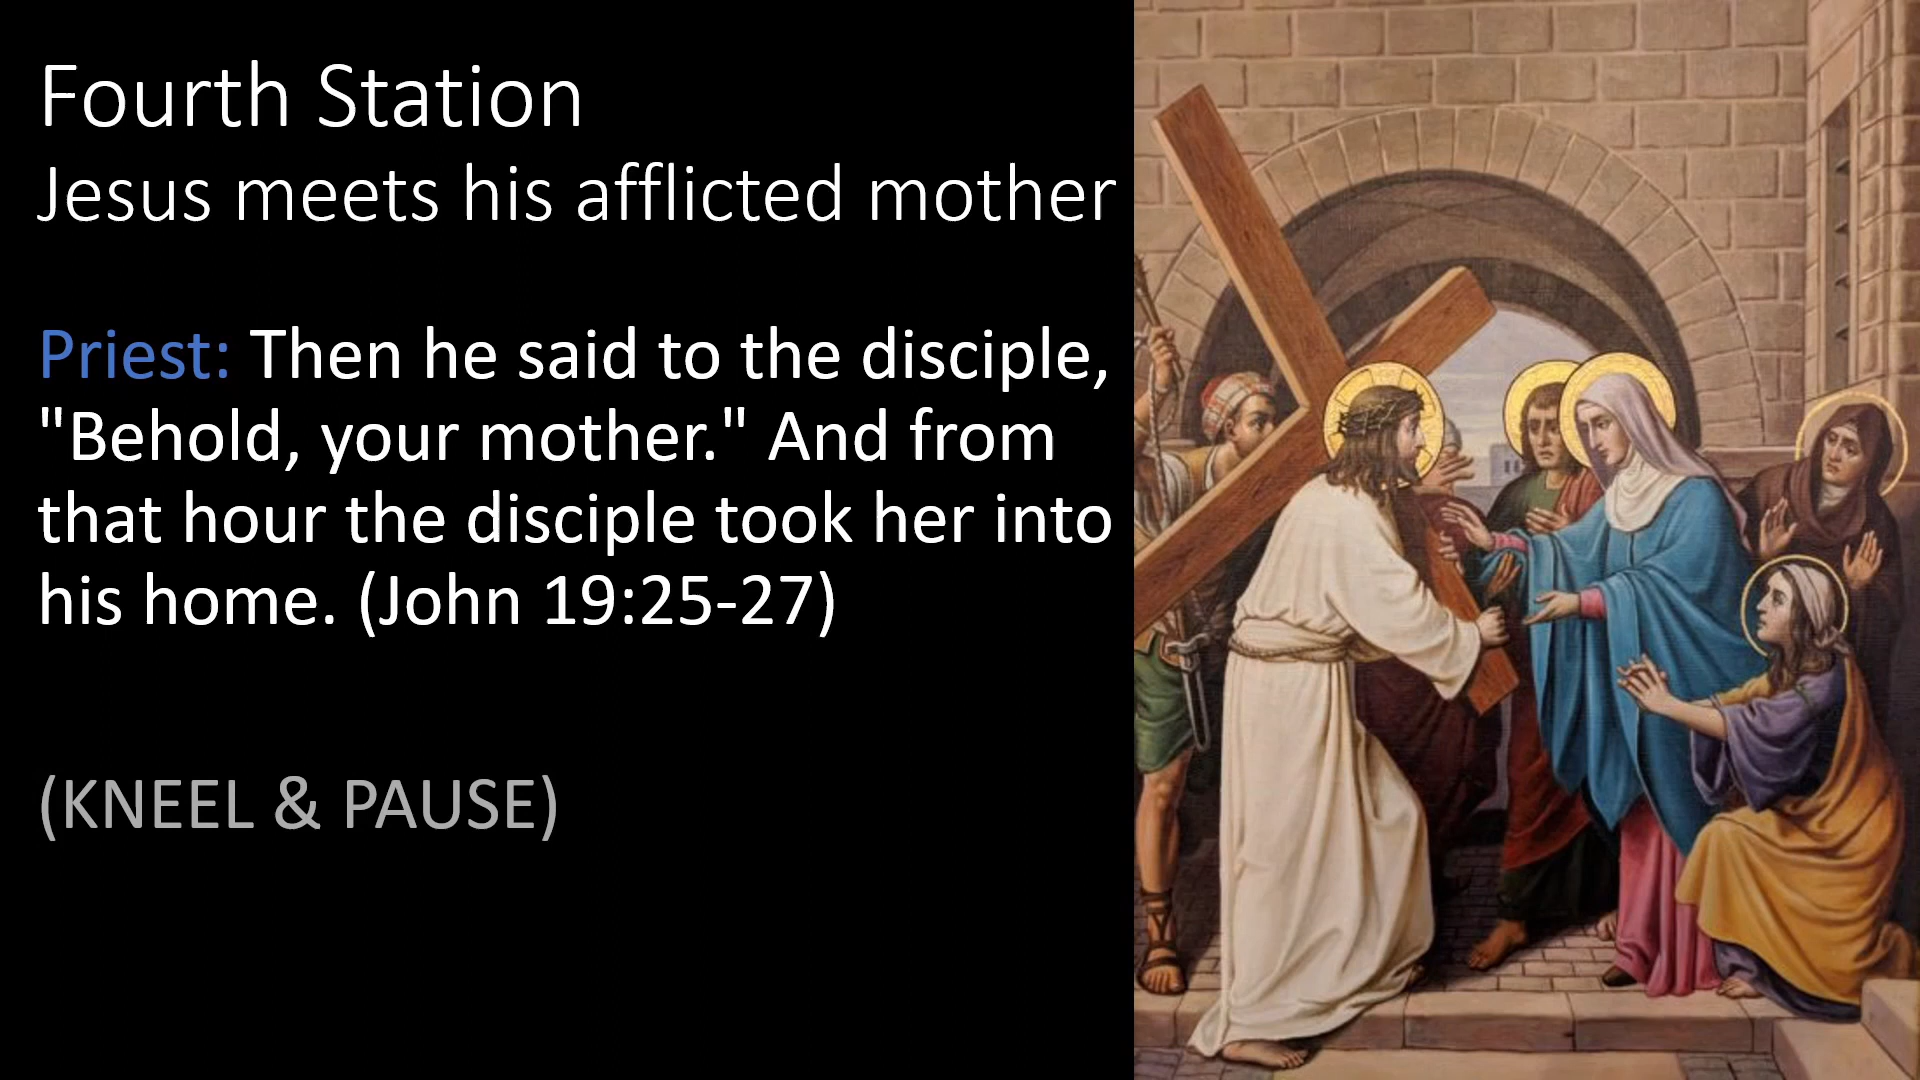 Fourth Station
Jesus meets his afflicted mother
Priest: Then he said to the disciple,
"Behold, your mother." And from
that hour the disciple took her into
his home. (John 19:25-27)
(KNEEL & PAUSE)